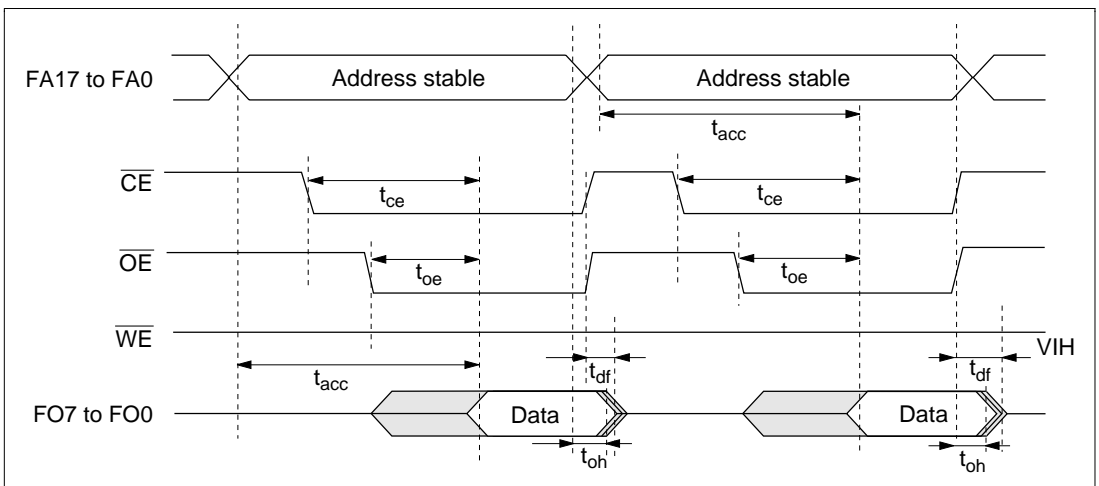 FA17 to FA0
Address stable
Address stable
tacc
CE
tce
tce
OE
toe
toe
WE
VIH
tacc
tdf
tdf
FO7 to FO0
Data
Data
toh
toh